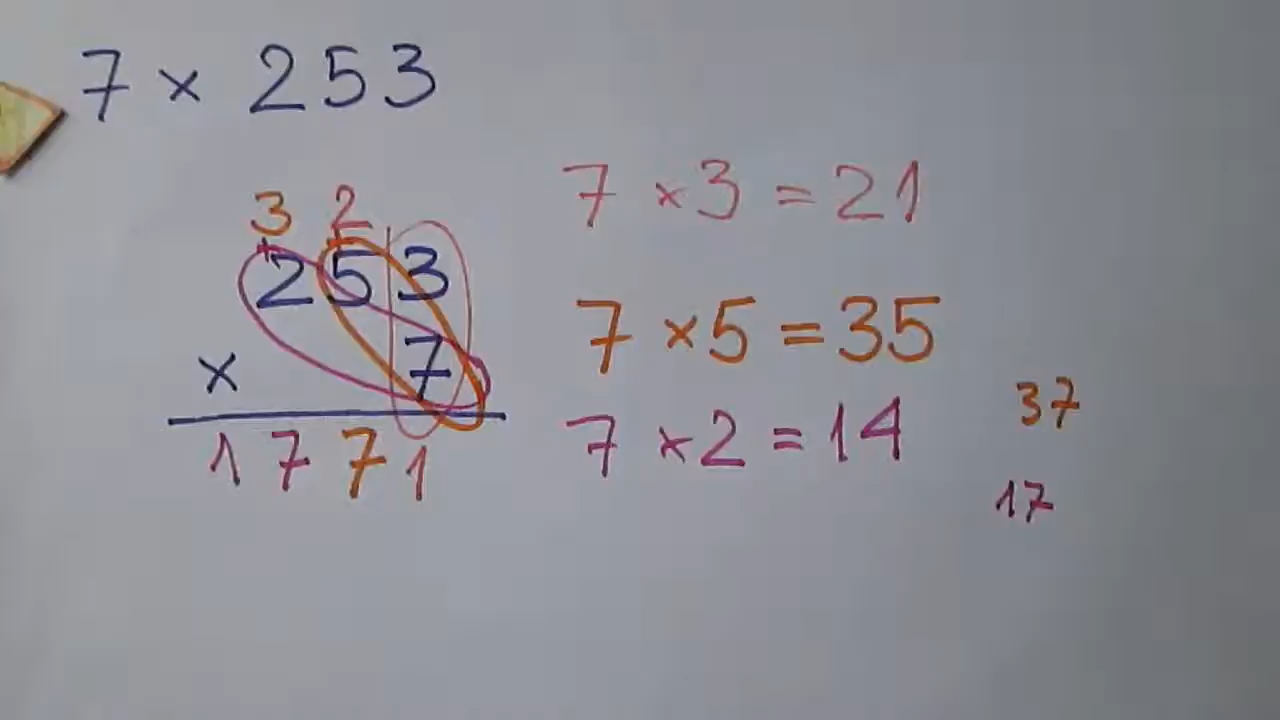 7 × 253
3 2
253
× 7
1771
7 × 3 = 21
7 × 5 = 35
7 × 2 = 14
37
17